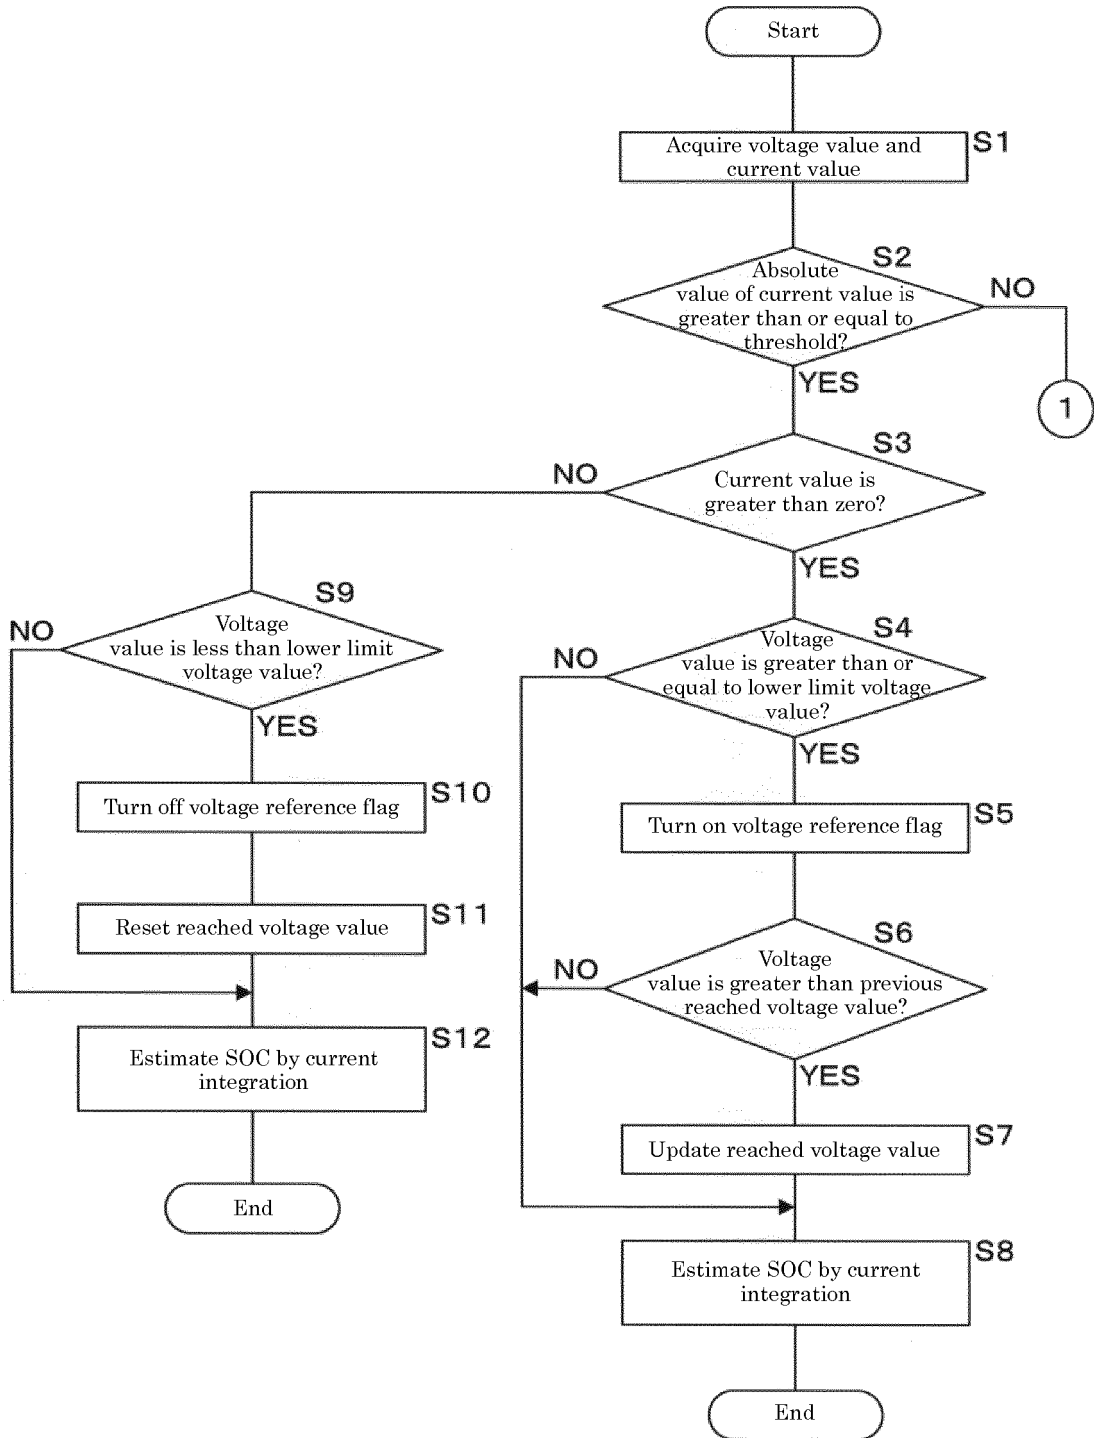 Start
S1
Acquire voltage value and
current value
S2
Absolute
value of current value is
greater than or equal to
threshold?
NO
YES
1
S3
Current value is
greater than zero?
NO
YES
S9
Voltage
value is less than lower limit
voltage value?
NO
YES
S4
Voltage
value is greater than or
equal to lower limit voltage
value?
NO
YES
S10
Turn off voltage reference flag
S5
Turn on voltage reference flag
S11
Reset reached voltage value
S6
Voltage
value is greater than previous
reached voltage value?
NO
YES
S12
Estimate SOC by current
integration
S7
Update reached voltage value
End
S8
Estimate SOC by current
integration
End